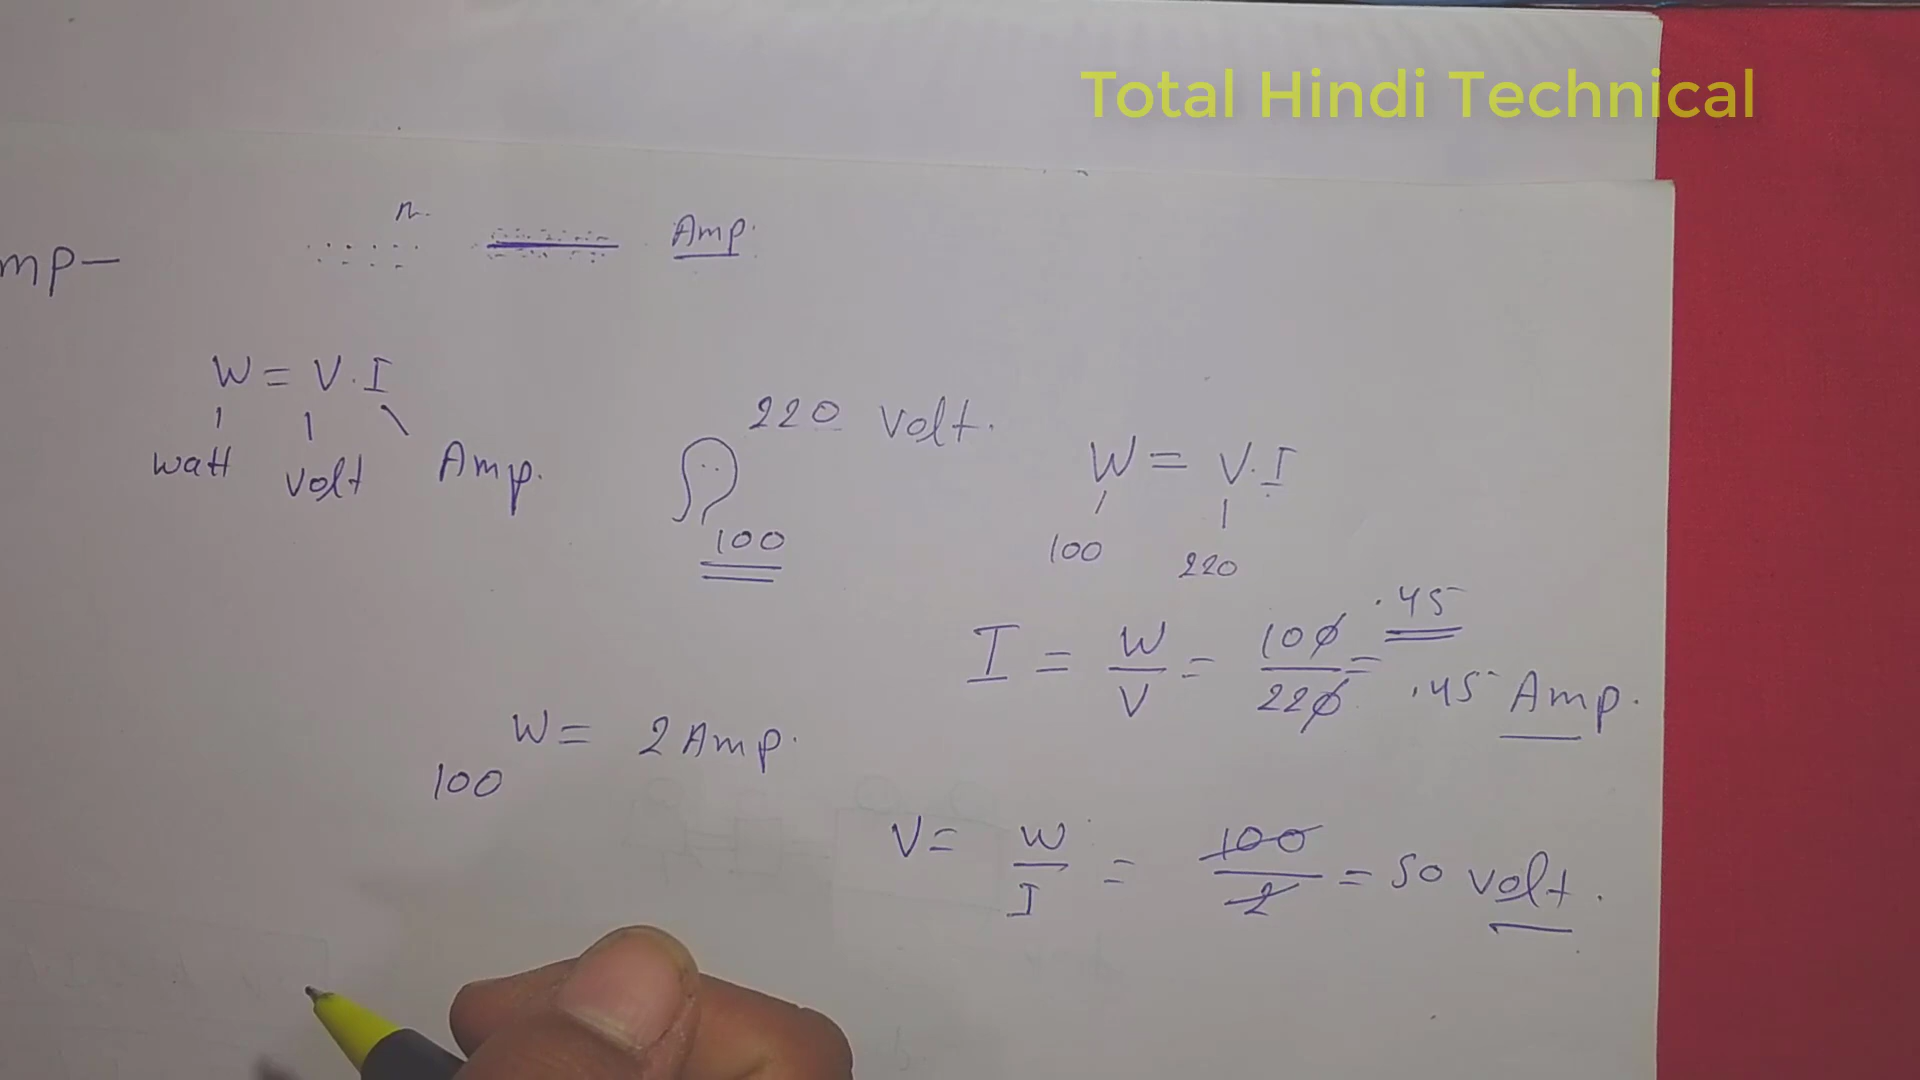 Total Hindi Technical
mp— Amp.
W = V.I
watt volt Amp.
220 volt.
100
W = V.I
100 220
I = W/V = 100/220 = .45
.45 Amp.
W = 2 Amp.
100
V = W/I = 100/2 = 50 volt.